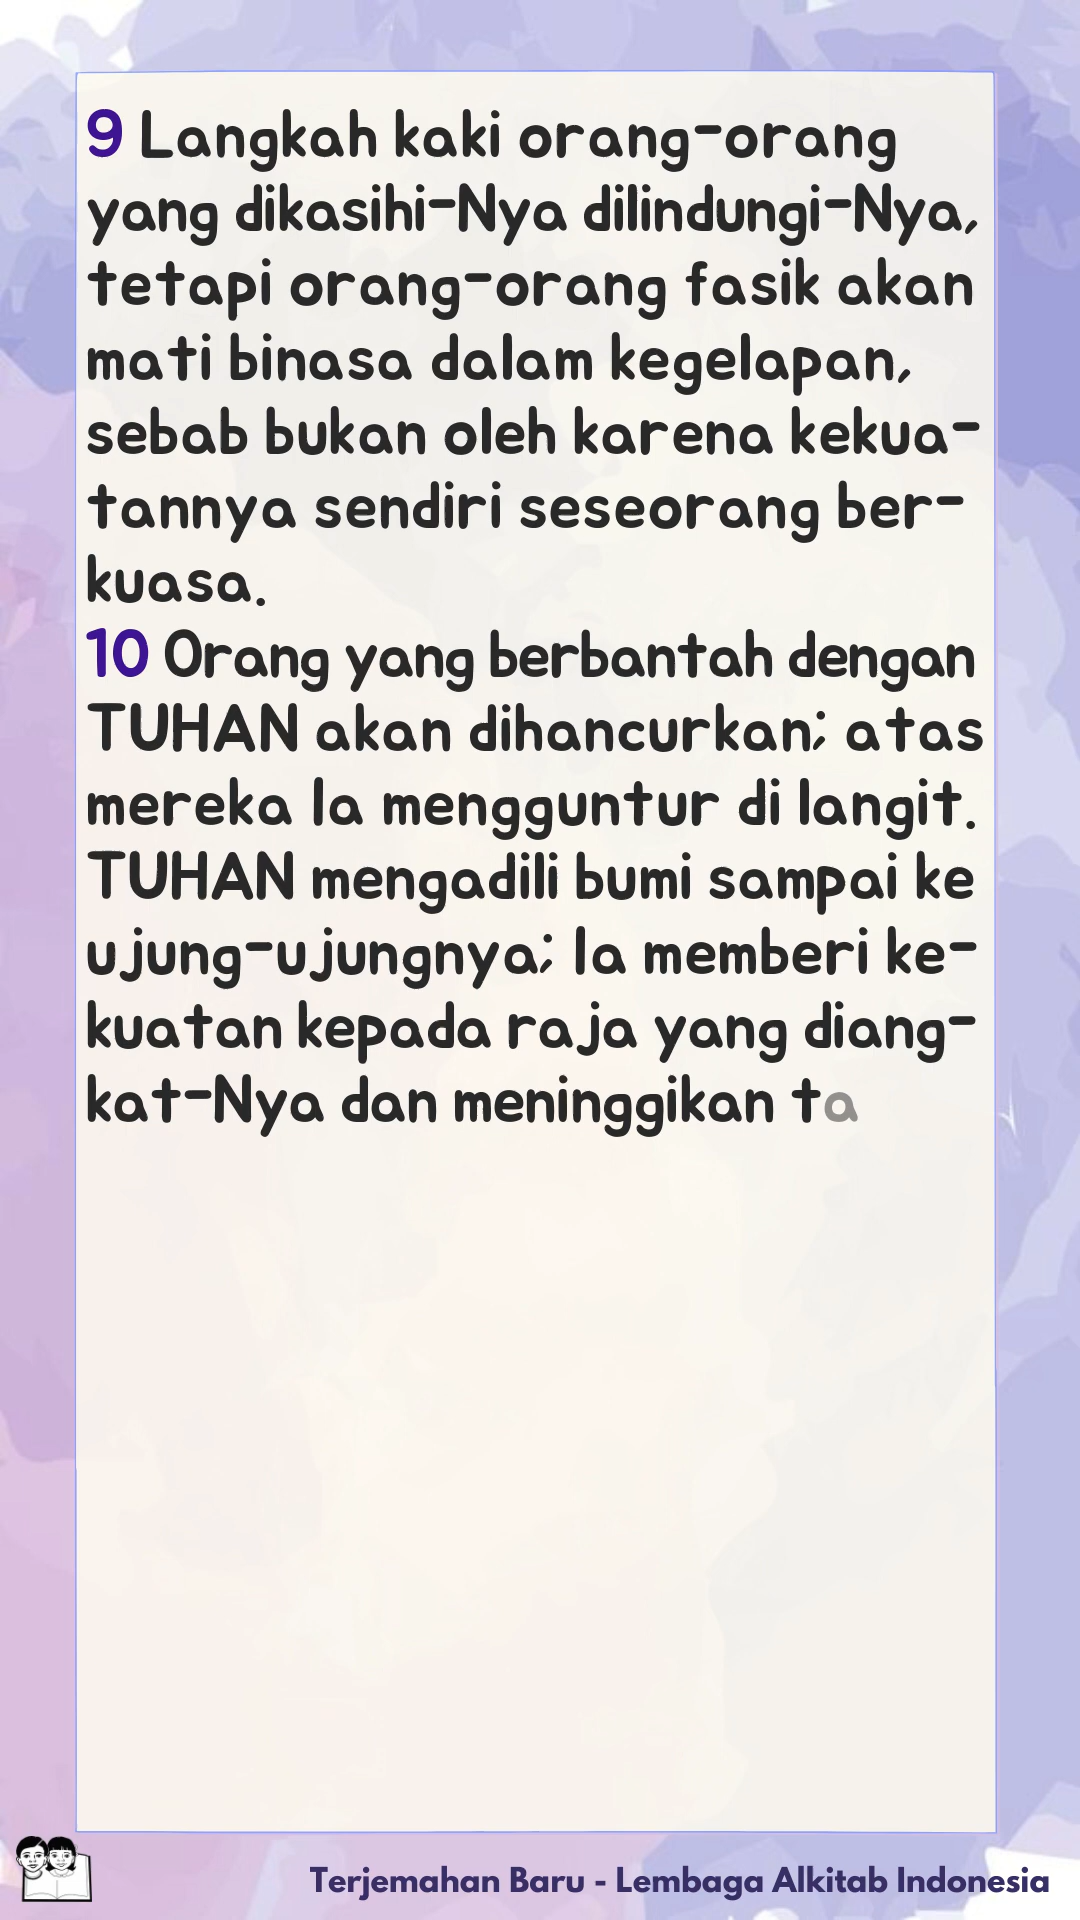 9 Langkah kaki orang-orang
yang dikasihi-Nya dilindungi-Nya,
tetapi orang-orang fasik akan
mati binasa dalam kegelapan,
sebab bukan oleh karena kekua-
tannya sendiri seseorang ber-
kuasa.
10 Orang yang berbantah dengan
TUHAN akan dihancurkan; atas
mereka Ia mengguntur di langit.
TUHAN mengadili bumi sampai ke
ujung-ujungnya; Ia memberi ke-
kuatan kepada raja yang diang-
kat-Nya dan meninggikan ta
Terjemahan Baru - Lembaga Alkitab Indonesia